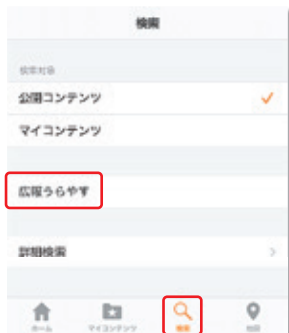 検索
検索対象
公開コンテンツ
マイコンテンツ
広報うらやす
詳細検索
ホーム
マイコンテンツ
検索
地図